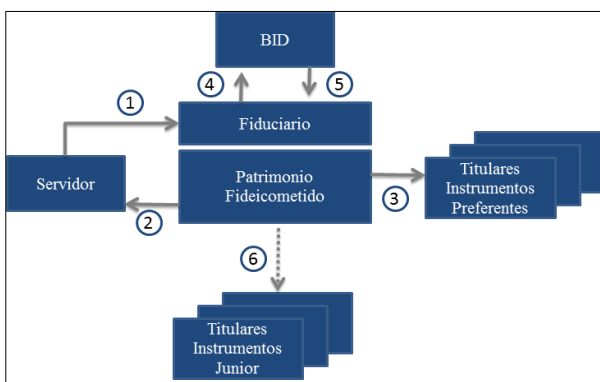 BID
4
5
1
Fiduciario
Servidor
Patrimonio
Fideicometido
Titulares
Instrumentos
Preferentes
2
3
6
Titulares
Instrumentos
Junior